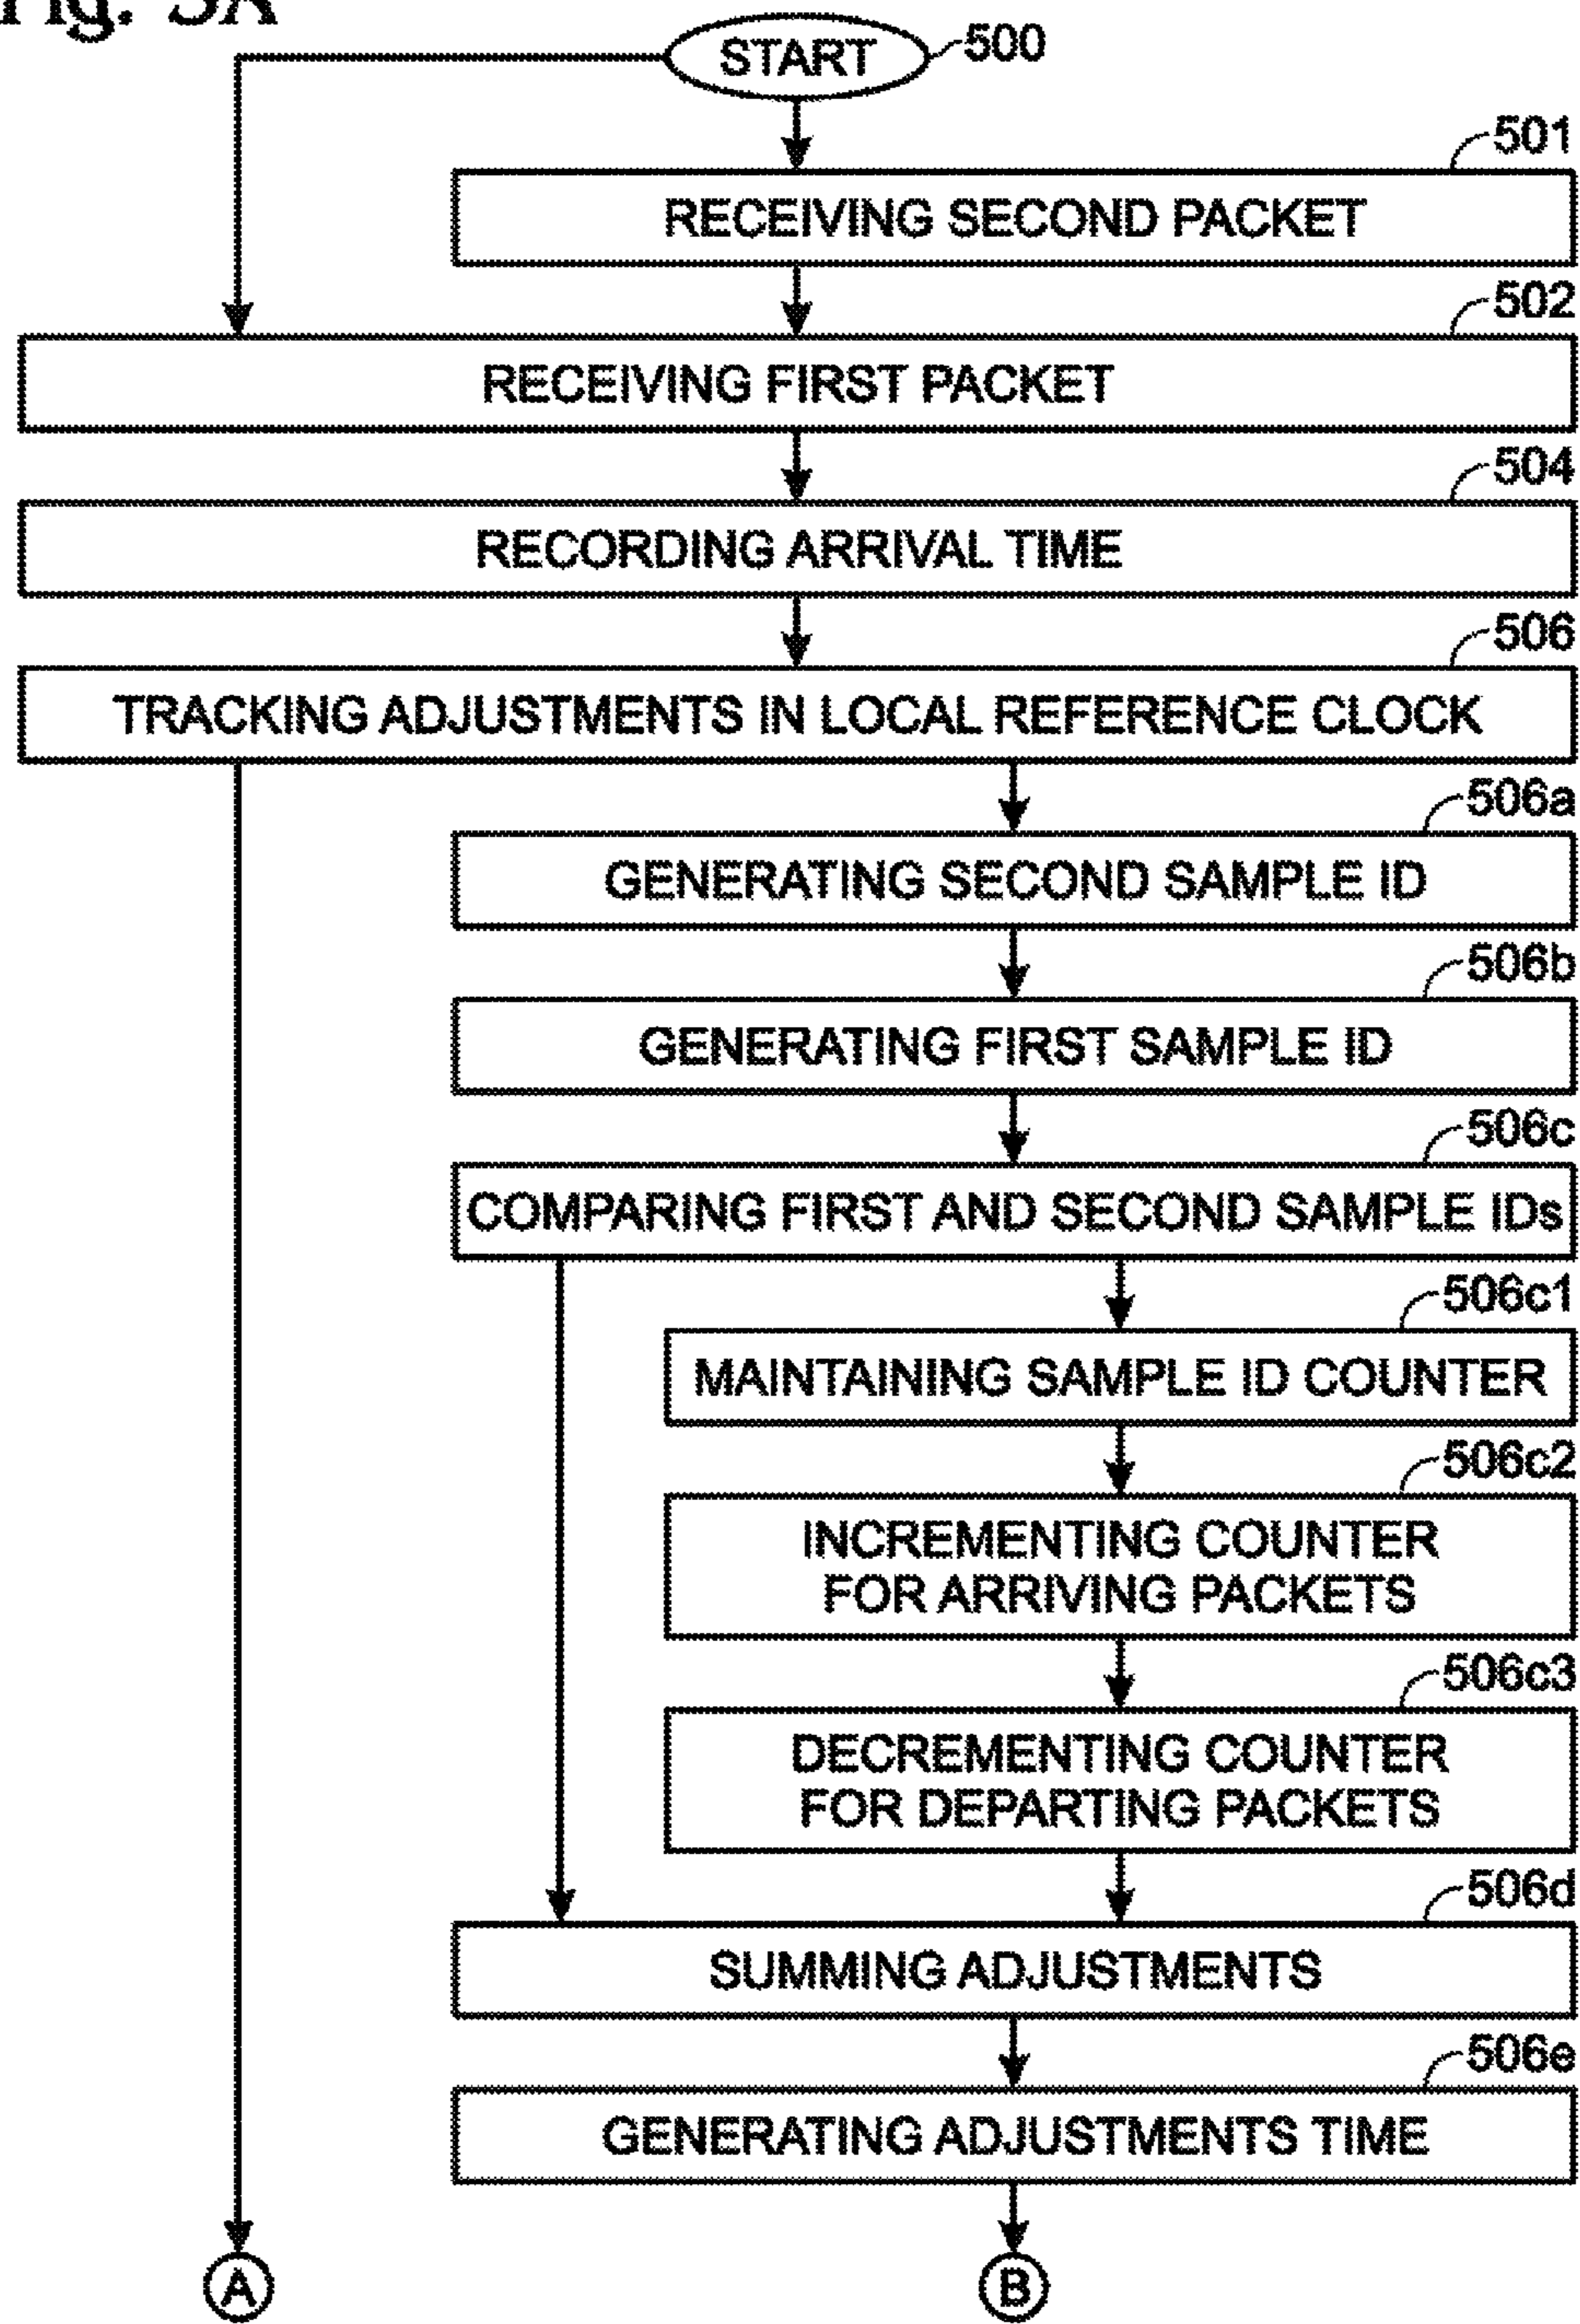 START
500
501
RECEIVING SECOND PACKET
502
RECEIVING FIRST PACKET
504
RECORDING ARRIVAL TIME
506
TRACKING ADJUSTMENTS IN LOCAL REFERENCE CLOCK
506a
GENERATING SECOND SAMPLE ID
506b
GENERATING FIRST SAMPLE ID
506c
COMPARING FIRST AND SECOND SAMPLE IDs
506c1
MAINTAINING SAMPLE ID COUNTER
506c2
INCREMENTING COUNTER
FOR ARRIVING PACKETS
506c3
DECREMENTING COUNTER
FOR DEPARTING PACKETS
506d
SUMMING ADJUSTMENTS
506e
GENERATING ADJUSTMENTS TIME
A
B